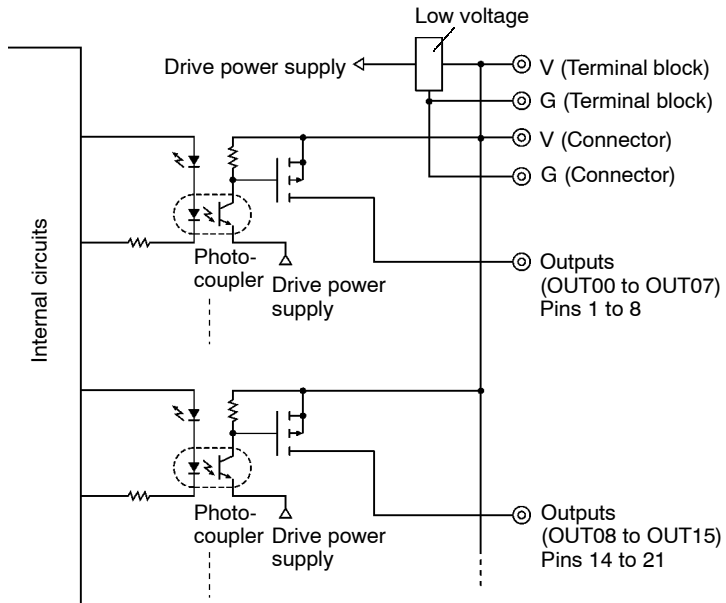 Low voltage
Drive power supply
V (Terminal block)
G (Terminal block)
V (Connector)
G (Connector)
Internal circuits
Photo-
coupler
Drive power
supply
Outputs
(OUT00 to OUT07)
Pins 1 to 8
Photo-
coupler
Drive power
supply
Outputs
(OUT08 to OUT15)
Pins 14 to 21